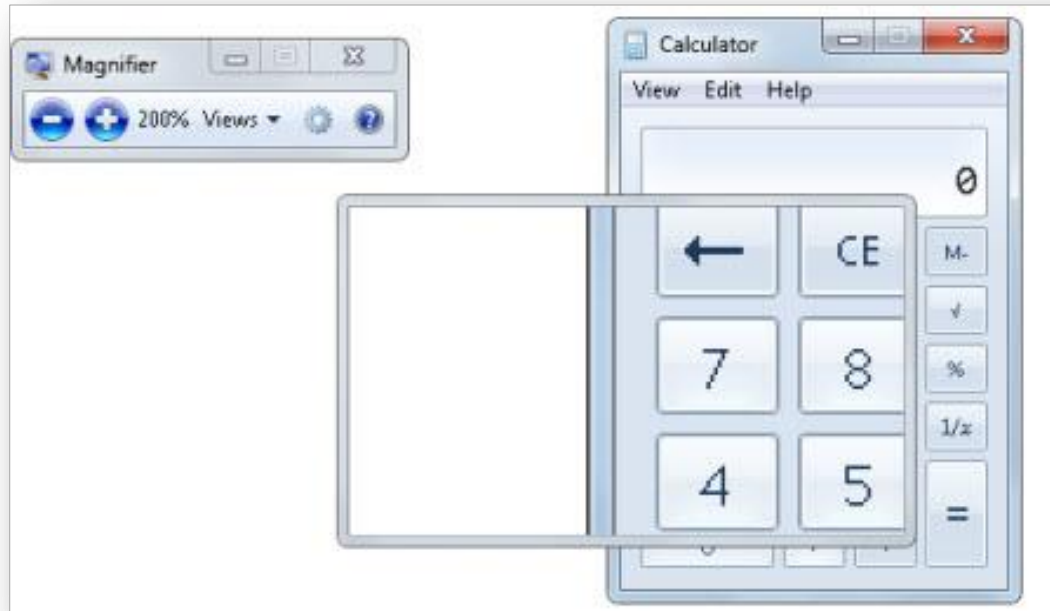 Magnifier
200% Views
Calculator
View Edit Help
0
← CE M-
√
7 8 %
1/x
4 5 =